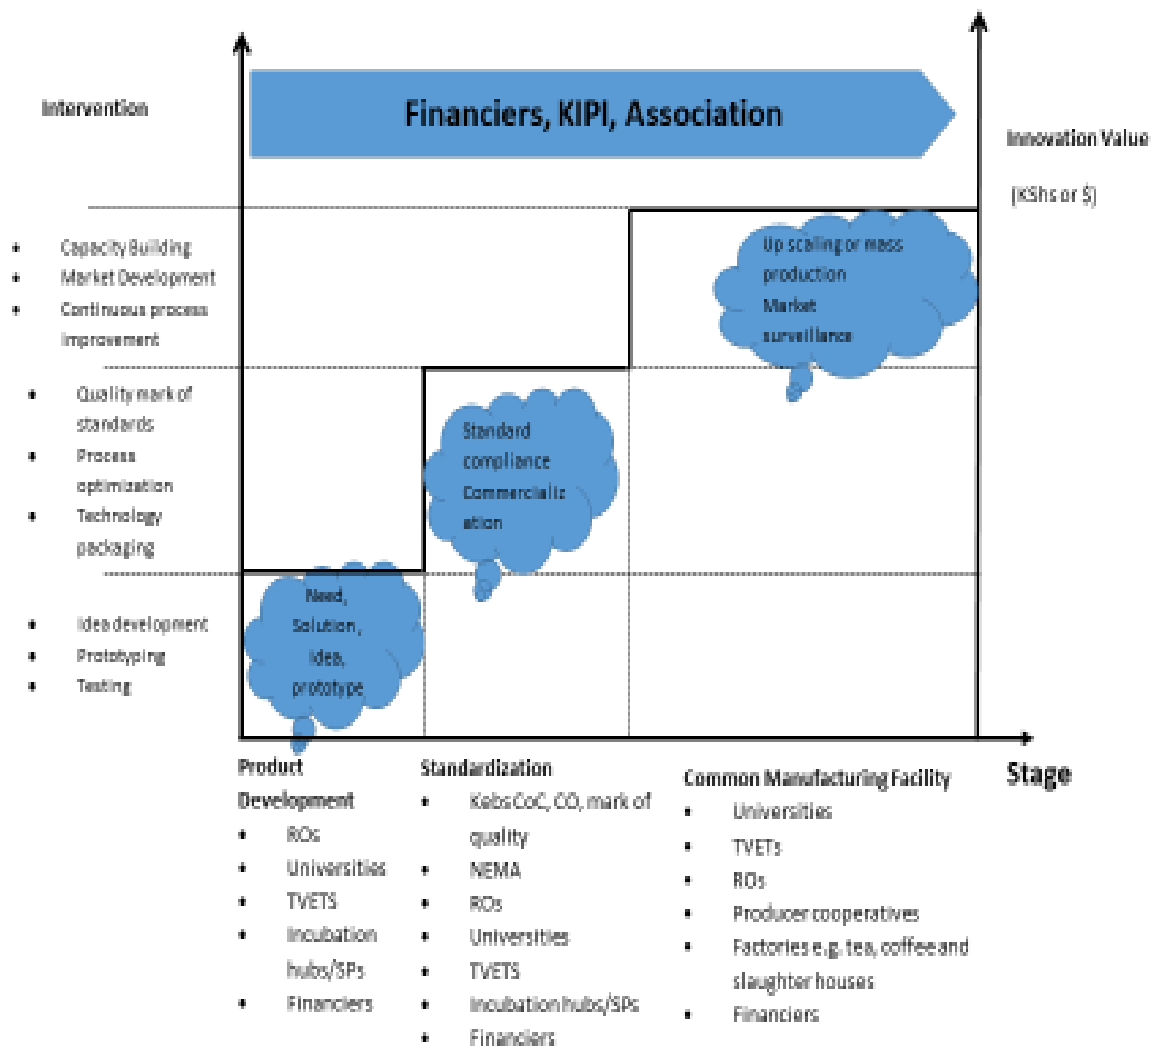 Intervention
Financiers, KIPI, Association
Innovation Value
(KShs or $)
• Capacity Building
• Market Development
• Continuous process
Improvement
Up scaling or mass
production
Market
surveillance
• Quality mark of
standards
• Process
optimization
• Technology
packaging
Standard
compliance
Commercializ
ation
• Idea development
• Prototyping
• Testing
Need,
Solution,
Idea,
prototype
Stage
Product
Development
• ROs
• Universities
• TVETS
• Incubation
hubs/SPs
• Financiers
Standardization
• Kebs CoC, CO, mark of
quality
• NEMA
• ROs
• Universities
• TVETS
• Incubation hubs/SPs
• Financiers
Common Manufacturing Facility
• Universities
• TVETs
• ROs
• Producer cooperatives
• Factories e.g. tea, coffee and
slaughter houses
• Financiers